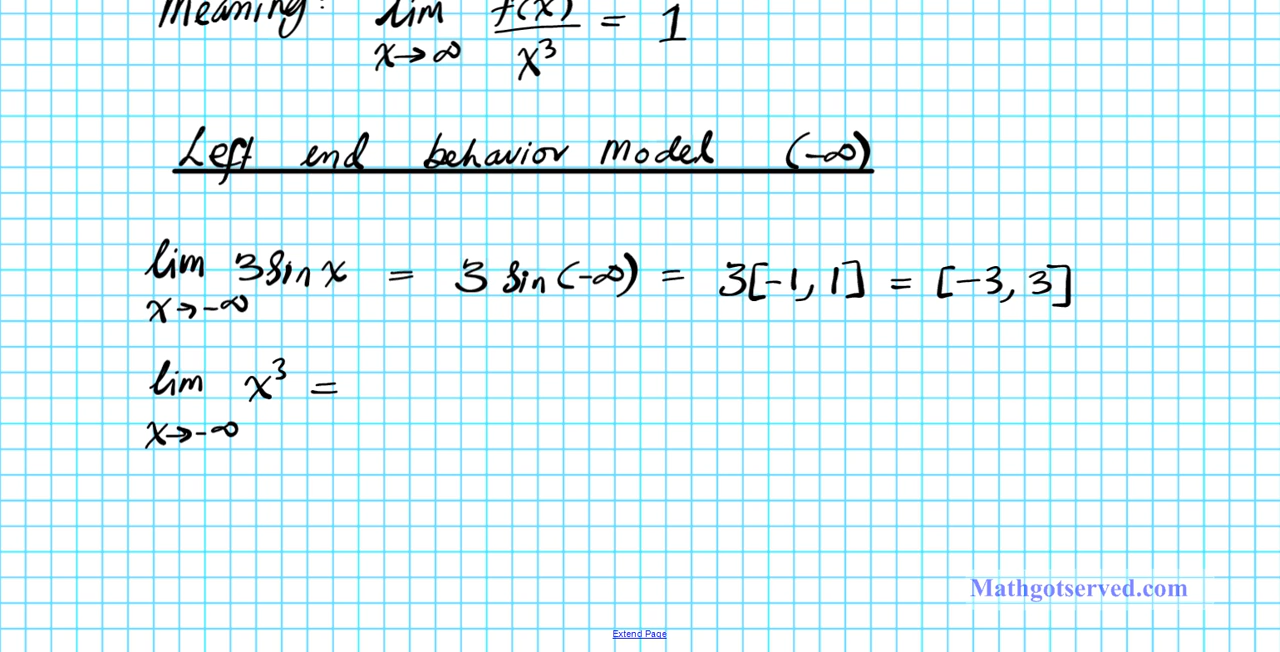 Meaning: lim f(x)/x³ = 1
x→∞
Left end behavior model (-∞)
lim 3sinx = 3 sin(-∞) = 3[-1, 1] = [-3, 3]
x→-∞
lim x³ =
x→-∞
Mathgotserved.com
Extend Page